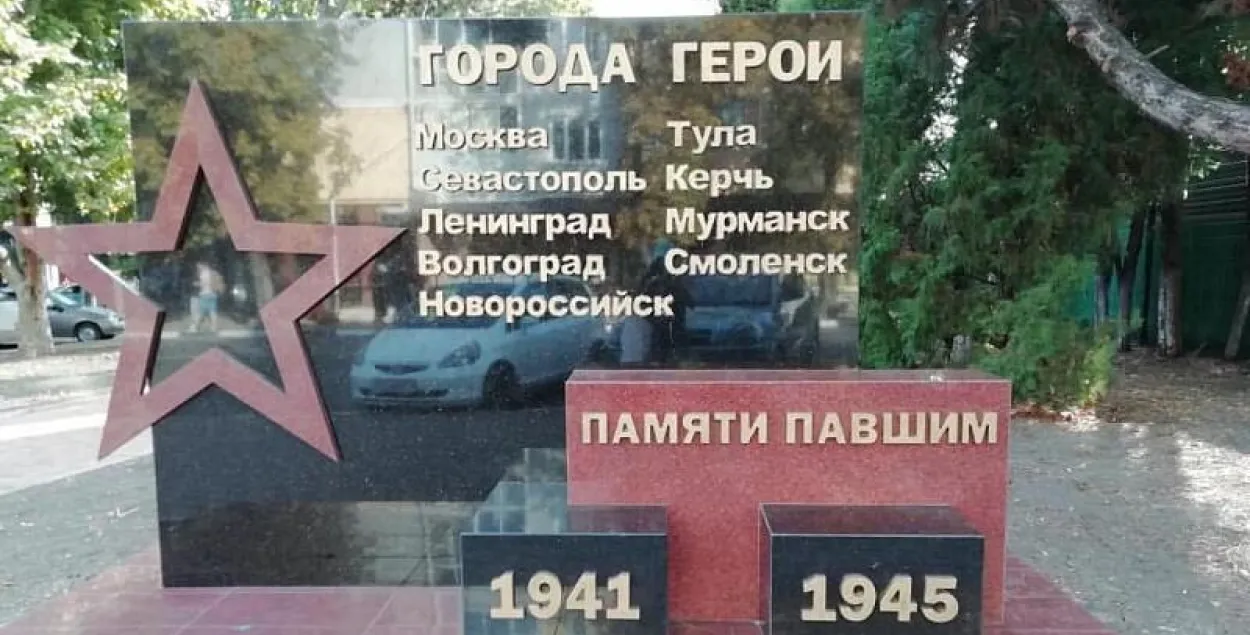 ГОРОДА ГЕРОИ
Москва Тула
Севастополь Керчь
Ленинград Мурманск
Волгоград Смоленск
Новороссийск
ПАМЯТИ ПАВШИМ
1941 1945